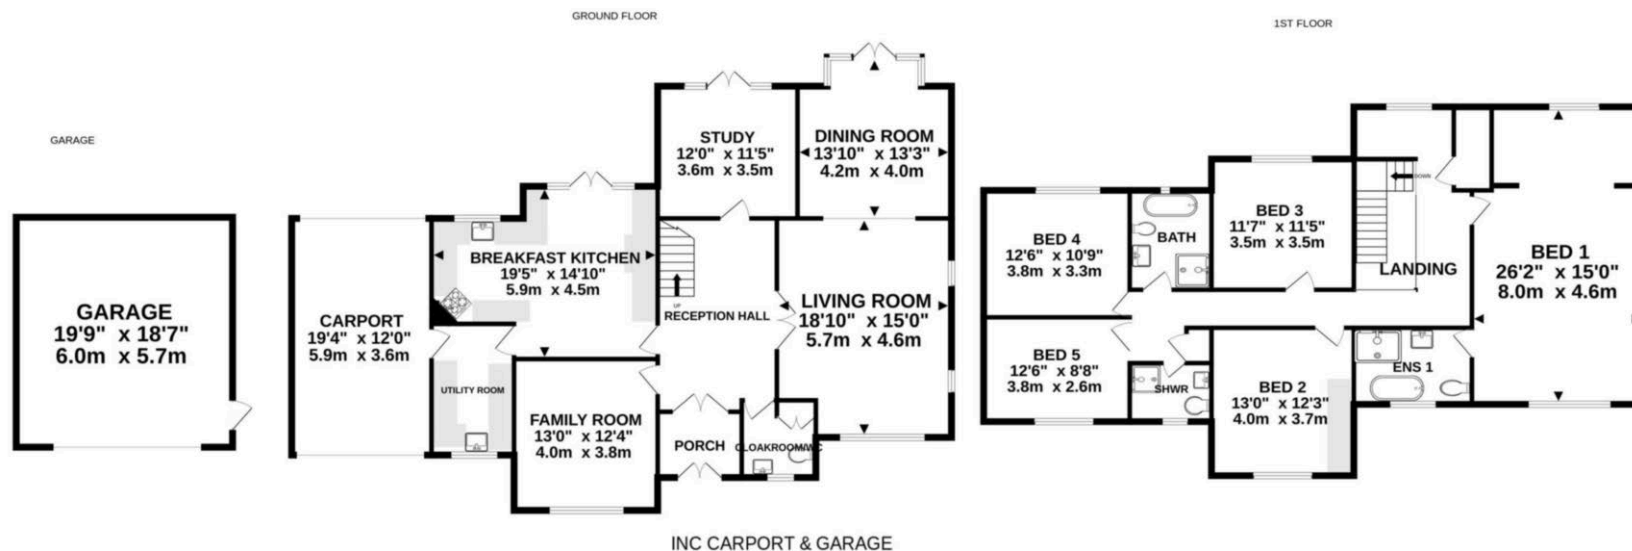 GROUND FLOOR
1ST FLOOR
GARAGE
GARAGE
19'9" x 18'7"
6.0m x 5.7m
CARPORT
19'4" x 12'0"
5.9m x 3.6m
BREAKFAST KITCHEN
19'5" x 14'10"
5.9m x 4.5m
UTILITY ROOM
FAMILY ROOM
13'0" x 12'4"
4.0m x 3.8m
STUDY
12'0" x 11'5"
3.6m x 3.5m
DINING ROOM
13'10" x 13'3"
4.2m x 4.0m
UP
RECEPTION HALL
LIVING ROOM
18'10" x 15'0"
5.7m x 4.6m
PORCH
CLOAKROOM/WC
BED 4
12'6" x 10'9"
3.8m x 3.3m
BATH
BED 3
11'7" x 11'5"
3.5m x 3.5m
DOWN
LANDING
BED 1
26'2" x 15'0"
8.0m x 4.6m
BED 5
12'6" x 8'8"
3.8m x 2.6m
SHWR
BED 2
13'0" x 12'3"
4.0m x 3.7m
ENS 1
INC CARPORT & GARAGE